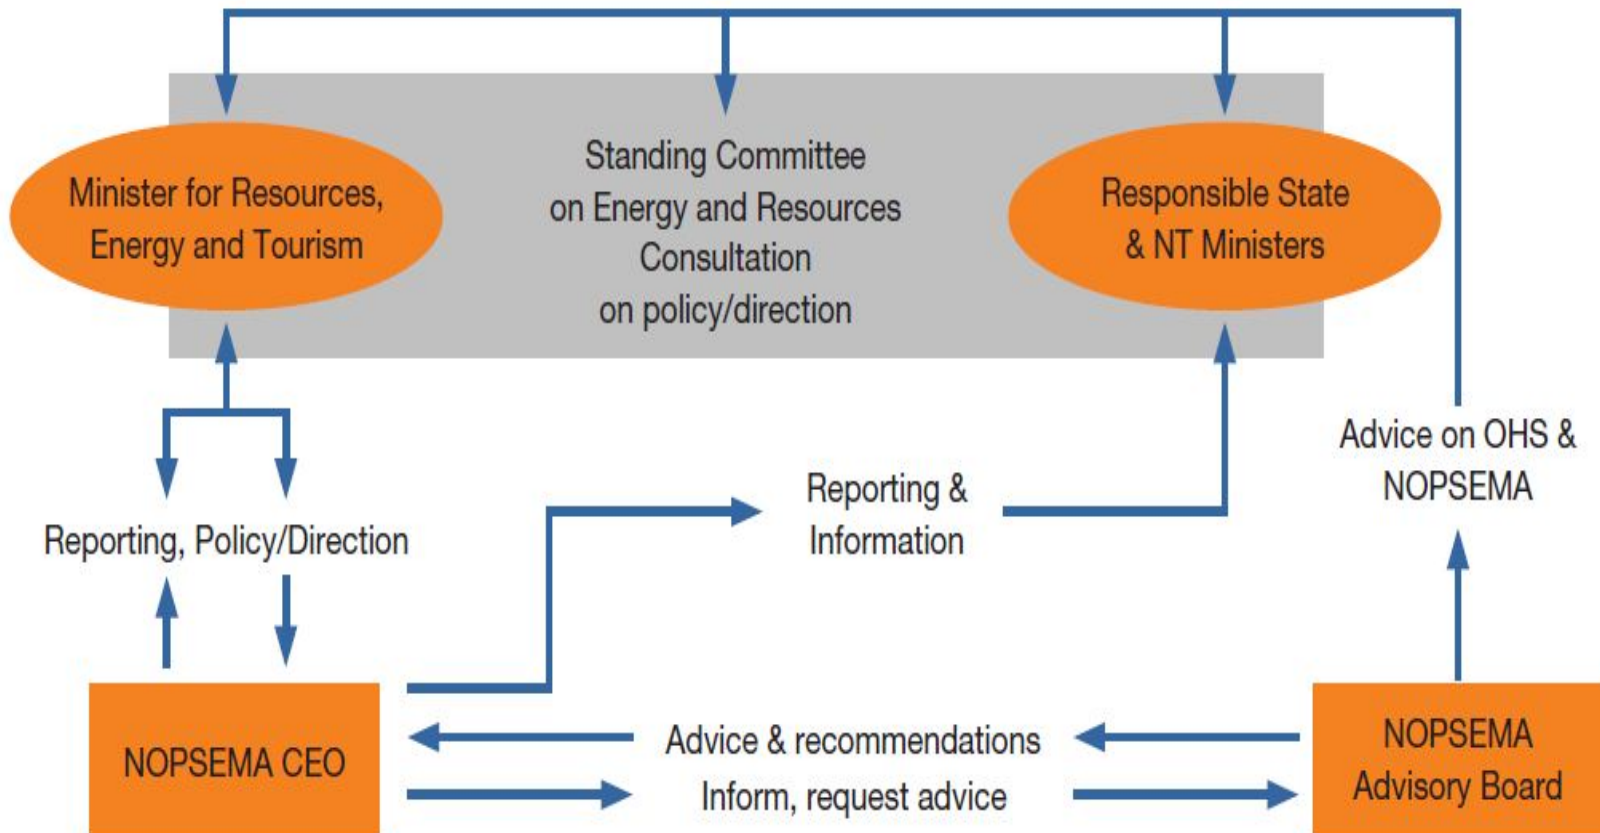 Minister for Resources,
Energy and Tourism
Standing Committee
on Energy and Resources
Consultation
on policy/direction
Responsible State
& NT Ministers
Advice on OHS &
NOPSEMA
Reporting &
Information
Reporting, Policy/Direction
NOPSEMA CEO
Advice & recommendations
Inform, request advice
NOPSEMA
Advisory Board